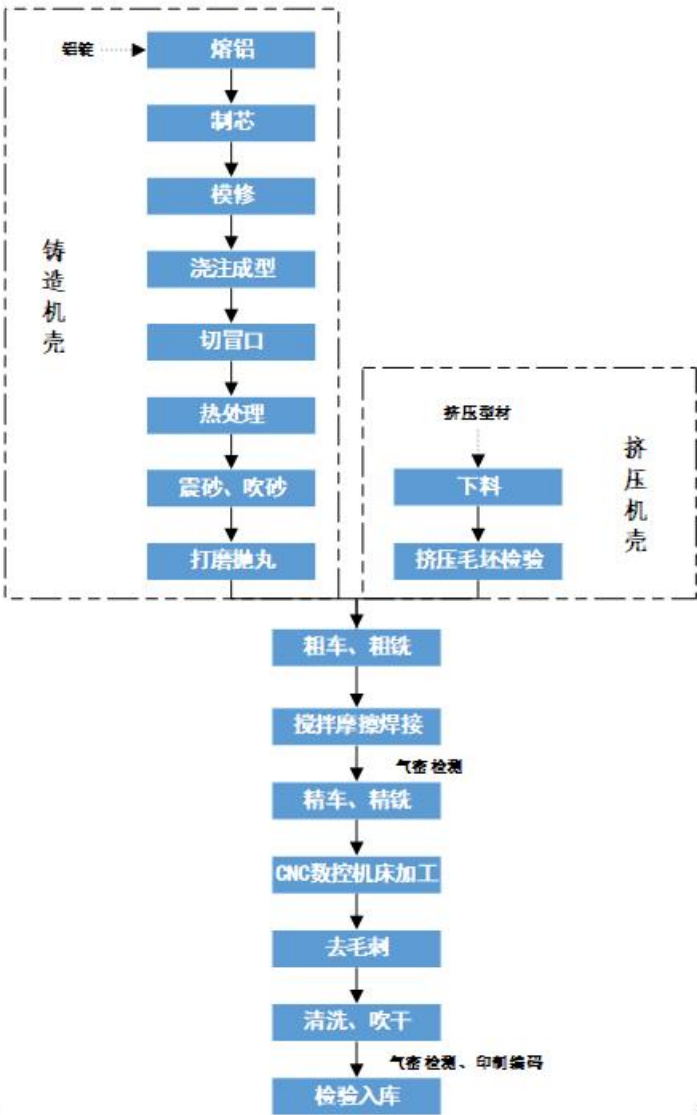 铝锭
熔铝
制芯
模修
浇注成型
切冒口
热处理
震砂、吹砂
打磨抛丸
铸造机壳
挤压型材
下料
挤压毛坯检验
挤压机壳
粗车、粗铣
搅拌摩擦焊接
气密检测
精车、精铣
CNC数控机床加工
去毛刺
清洗、吹干
气密检测、印制编码
检验入库